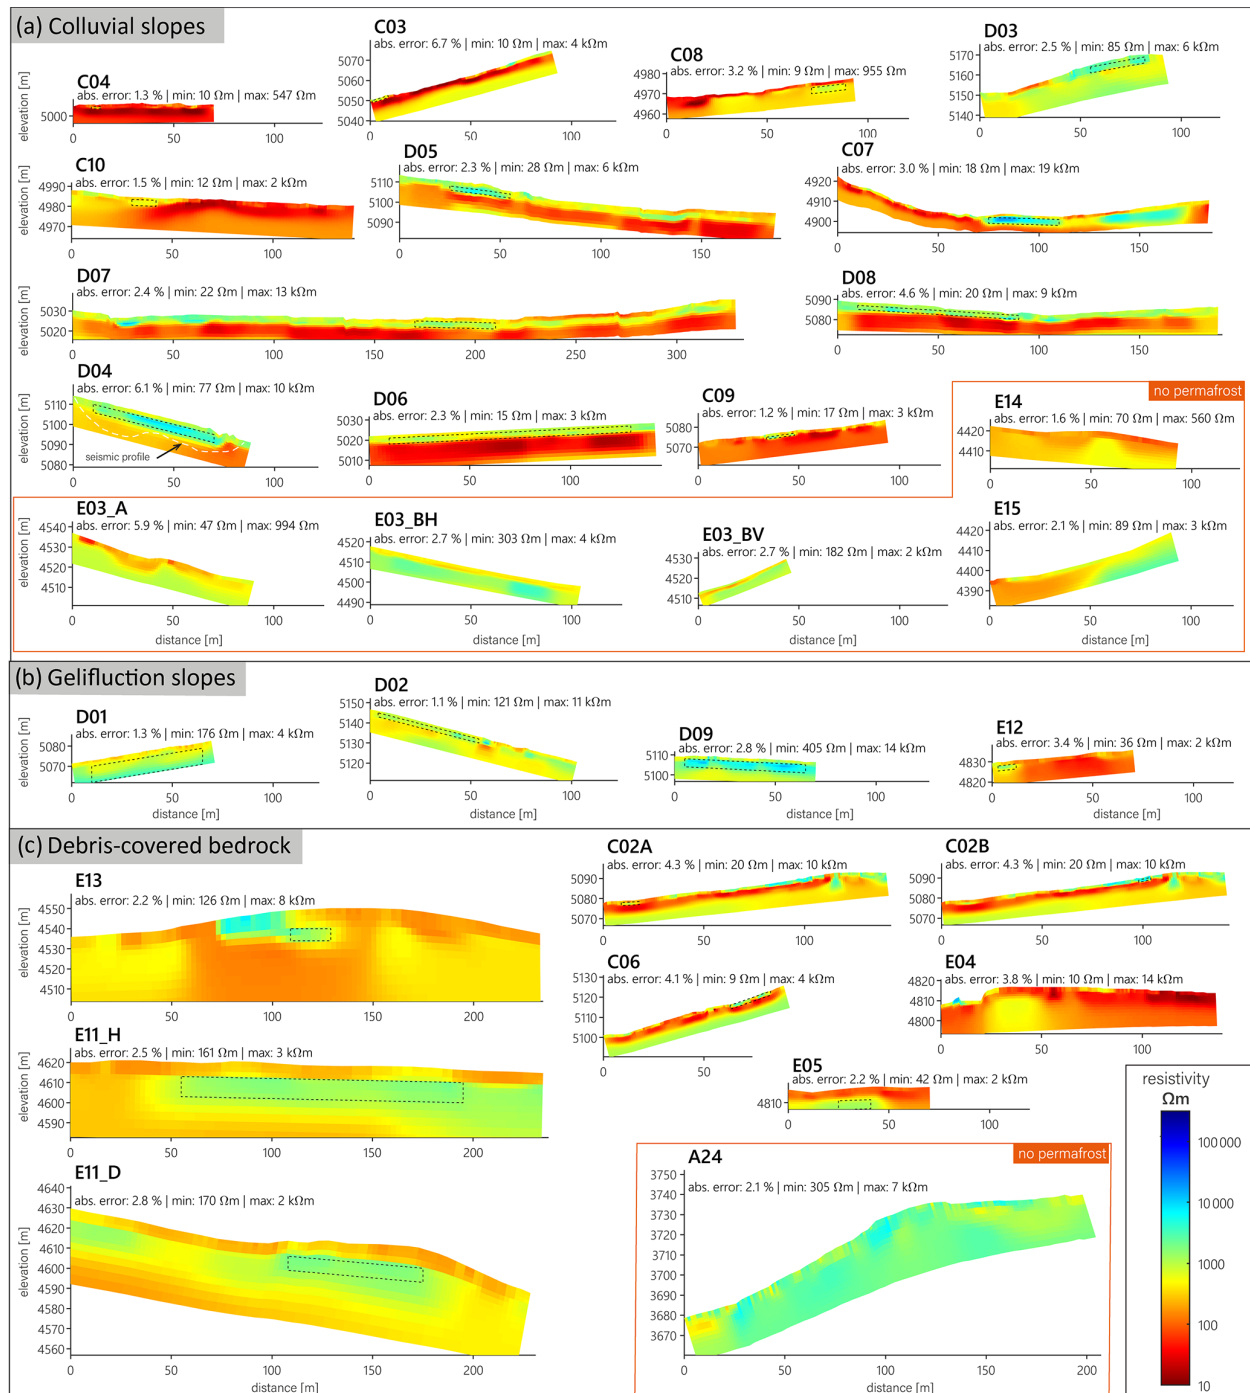 (a) Colluvial slopes
C03
abs. error: 6.7 % | min: 10 Ωm | max: 4 kΩm
5070
5060
5050
5040
0 50 100
C08
abs. error: 3.2 % | min: 9 Ωm | max: 955 Ωm
4980
4970
4960
0 50 100
D03
abs. error: 2.5 % | min: 85 Ωm | max: 6 kΩm
5170
5160
5150
5140
0 50 100
C04
abs. error: 1.3 % | min: 10 Ωm | max: 547 Ωm
elevation [m]
5000
0 50 100
C10
abs. error: 1.5 % | min: 12 Ωm | max: 2 kΩm
elevation [m]
4990
4980
4970
0 50 100
D05
abs. error: 2.3 % | min: 28 Ωm | max: 6 kΩm
5110
5100
5090
0 50 100 150
C07
abs. error: 3.0 % | min: 18 Ωm | max: 19 kΩm
4920
4910
4900
0 50 100 150
D07
abs. error: 2.4 % | min: 22 Ωm | max: 13 kΩm
elevation [m]
5030
5020
0 50 100 150 200 250 300
D08
abs. error: 4.6 % | min: 20 Ωm | max: 9 kΩm
5090
5080
0 50 100 150
D04
abs. error: 6.1 % | min: 77 Ωm | max: 10 kΩm
elevation [m]
5110
5100
5090
5080
seismic profile
0 50 100
D06
abs. error: 2.3 % | min: 15 Ωm | max: 3 kΩm
5030
5020
5010
0 50 100
C09
abs. error: 1.2 % | min: 17 Ωm | max: 3 kΩm
5080
5070
0 50 100
no permafrost
E14
abs. error: 1.6 % | min: 70 Ωm | max: 560 Ωm
4420
4410
0 50 100
E03_A
abs. error: 5.9 % | min: 47 Ωm | max: 994 Ωm
elevation [m]
4540
4530
4520
4510
0 50 100
distance [m]
E03_BH
abs. error: 2.7 % | min: 303 Ωm | max: 4 kΩm
4520
4510
4500
4490
0 50 100
distance [m]
E03_BV
abs. error: 2.7 % | min: 182 Ωm | max: 2 kΩm
4530
4520
4510
0 50 100
distance [m]
E15
abs. error: 2.1 % | min: 89 Ωm | max: 3 kΩm
4420
4410
4400
4390
0 50 100
distance [m]
(b) Gelifluction slopes
D01
abs. error: 1.3 % | min: 176 Ωm | max: 4 kΩm
elevation [m]
5080
5070
0 50 100
distance [m]
D02
abs. error: 1.1 % | min: 121 Ωm | max: 11 kΩm
5150
5140
5130
5120
0 50 100
distance [m]
D09
abs. error: 2.8 % | min: 405 Ωm | max: 14 kΩm
5110
5100
0 50 100
distance [m]
E12
abs. error: 3.4 % | min: 36 Ωm | max: 2 kΩm
4830
4820
0 50 100
distance [m]
(c) Debris-covered bedrock
E13
abs. error: 2.2 % | min: 126 Ωm | max: 8 kΩm
elevation [m]
4550
4540
4530
4520
4510
0 50 100 150 200
C02A
abs. error: 4.3 % | min: 20 Ωm | max: 10 kΩm
5090
5080
5070
0 50 100
C02B
abs. error: 4.3 % | min: 20 Ωm | max: 10 kΩm
5090
5080
5070
0 50 100
C06
abs. error: 4.1 % | min: 9 Ωm | max: 4 kΩm
5130
5120
5110
5100
0 50
E04
abs. error: 3.8 % | min: 10 Ωm | max: 14 kΩm
4820
4810
4800
0 50 100
E11_H
abs. error: 2.5 % | min: 161 Ωm | max: 3 kΩm
elevation [m]
4620
4610
4600
4590
0 50 100 150 200
E05
abs. error: 2.2 % | min: 42 Ωm | max: 2 kΩm
4810
0 50 100
E11_D
abs. error: 2.8 % | min: 170 Ωm | max: 2 kΩm
elevation [m]
4640
4630
4620
4610
4600
4590
4580
4570
4560
0 50 100 150 200
distance [m]
no permafrost
A24
abs. error: 2.1 % | min: 305 Ωm | max: 7 kΩm
3750
3740
3730
3710
3700
3690
3680
3670
0 50 100 150 200
distance [m]
resistivity
Ωm
100 000
10 000
1000
100
10